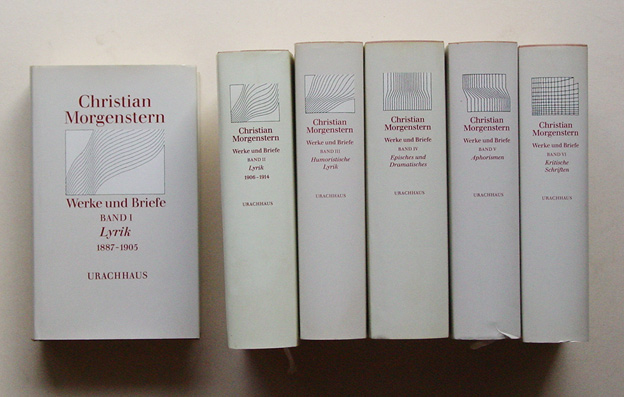 Christian
Morgenstern
Werke und Briefe
BAND I
Lyrik
1887-1905
URACHHAUS
Christian
Morgenstern
Werke und Briefe
BAND II
Lyrik
1906-1914
URACHHAUS
Christian
Morgenstern
Werke und Briefe
BAND III
Humoristische
Lyrik
URACHHAUS
Christian
Morgenstern
Werke und Briefe
BAND IV
Episches und
Dramatisches
URACHHAUS
Christian
Morgenstern
Werke und Briefe
BAND V
Aphorismen
URACHHAUS
Christian
Morgenstern
Werke und Briefe
BAND VI
Kritische
Schriften
URACHHAUS